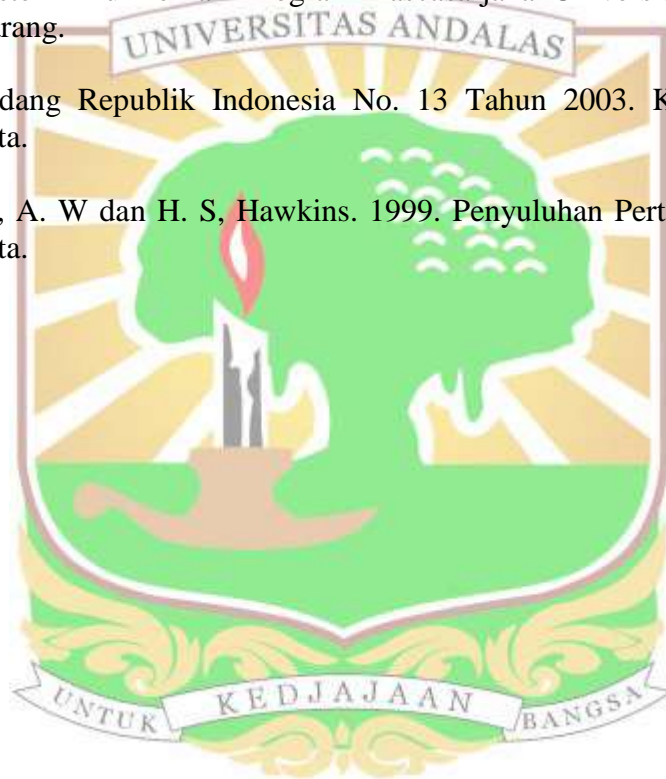 UNIVERSITAS ANDALAS
arang.
dang Republik Indonesia No. 13 Tahun 2003. K
ta.
, A. W dan H. S, Hawkins. 1999. Penyuluhan Pert
ta.
UNTUK KEDJAJAAN BANGSA